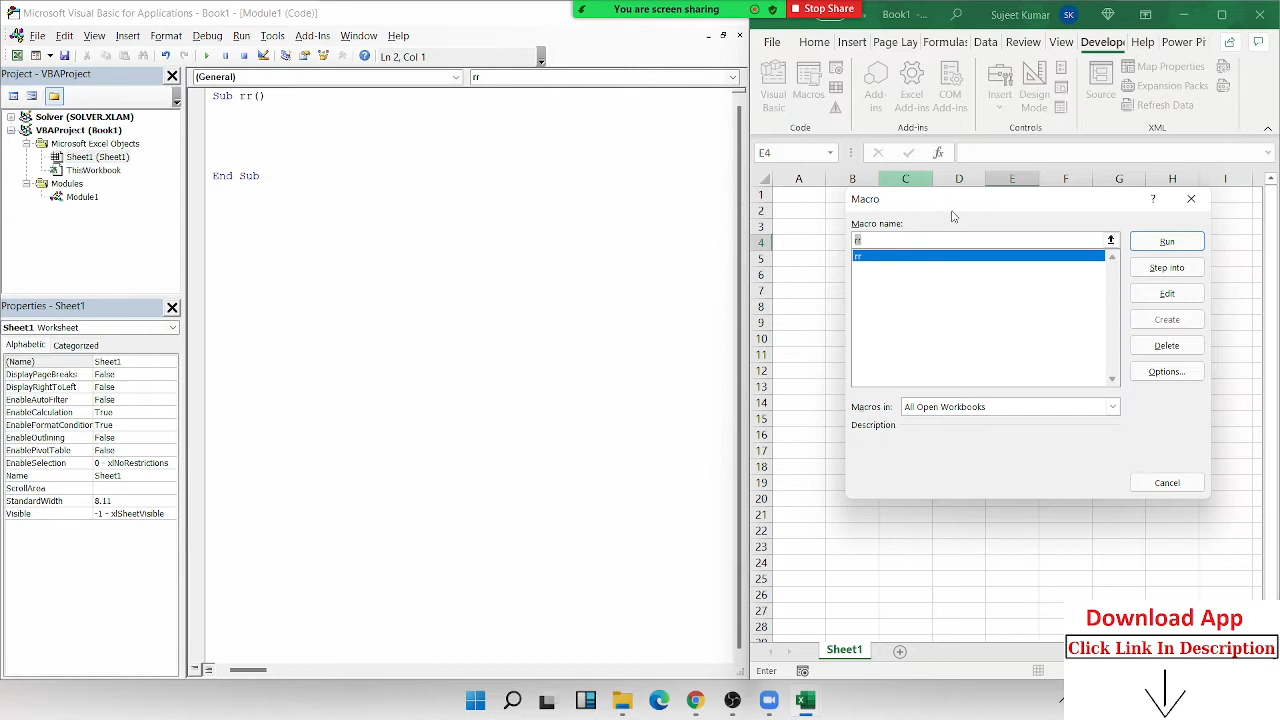 Microsoft Visual Basic for Applications - Book1 - [Module1 (Code)]
You are screen sharing
Stop Share
Book1 -...
Sujeet Kumar
SK
File Edit View Insert Format Debug Run Tools Add-Ins Window Help
Ln 2, Col 1
Project - VBAProject
Solver (SOLVER.XLAM)
VBAProject (Book1)
Microsoft Excel Objects
Sheet1 (Sheet1)
ThisWorkbook
Modules
Module1
Properties - Sheet1
Sheet1 Worksheet
Alphabetic Categorized
(Name) Sheet1
DisplayPageBreaks False
DisplayRightToLeft False
EnableAutoFilter False
EnableCalculation True
EnableFormatCondition True
EnableOutlining False
EnablePivotTable False
EnableSelection 0 - xlNoRestrictions
Name Sheet1
ScrollArea
StandardWidth 8.11
Visible -1 - xlSheetVisible
(General) rr
Sub rr()
End Sub
File Home Insert Page Lay Formulas Data Review View Develop Help Power Pi
Visual Basic
Macros
Code
Add-ins
Excel Add-ins
COM Add-ins
Add-ins
Insert
Design Mode
Controls
Source
Map Properties
Expansion Packs
Refresh Data
XML
E4
fx
A B C D E F G H I
1
2
3
4
5
6
7
8
9
10
11
12
13
14
15
16
17
18
19
20
21
22
23
24
25
26
27
28
Macro
?
Macro name:
rr
rr
Run
Step Into
Edit
Create
Delete
Options...
Macros in: All Open Workbooks
Description
Cancel
Sheet1
Enter
Download App
Click Link In Description